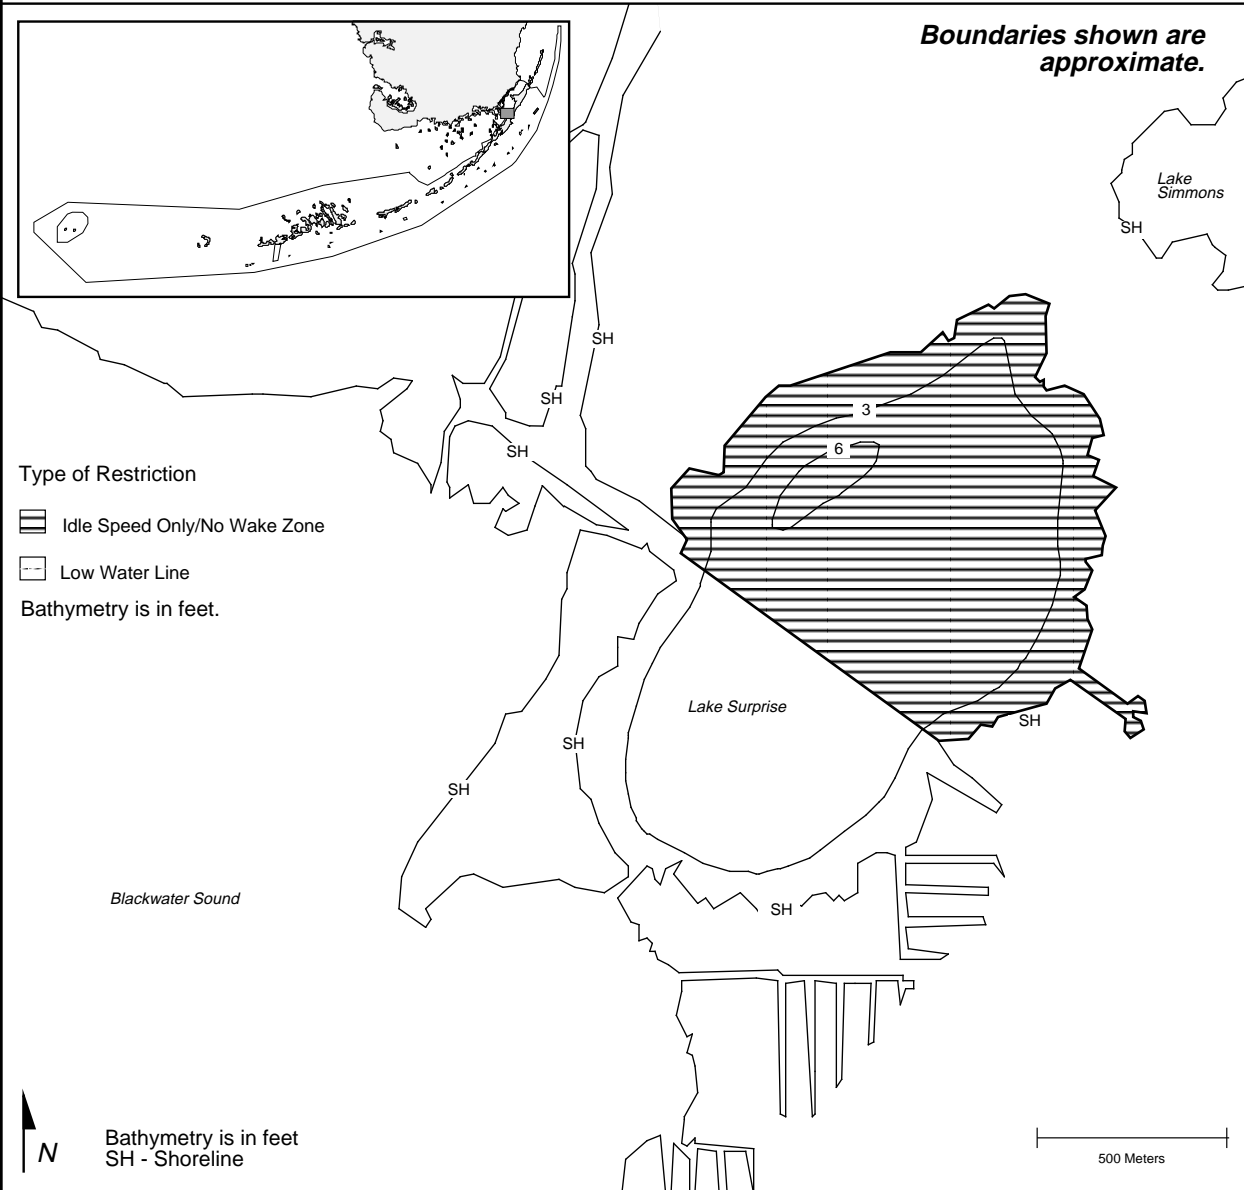 Boundaries shown are
approximate.
Lake
Simmons
SH
SH
SH
3
6
SH
Type of Restriction
Idle Speed Only/No Wake Zone
Low Water Line
Bathymetry is in feet.
Lake Surprise
SH
SH
SH
Blackwater Sound
SH
N
Bathymetry is in feet
SH - Shoreline
500 Meters